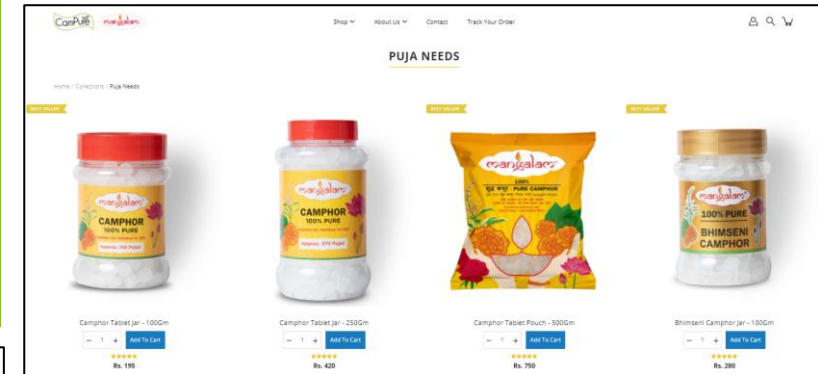 CamPure mangalam
Shop About Us Contact Track Your Order
PUJA NEEDS
Home / Collections / Puja Needs
BEST SELLER
BEST SELLER
BEST SELLER
mangalam
CAMPHOR
100% PURE
mangalam
CAMPHOR
100% PURE
mangalam
100%
शुद्ध कपूर - PURE CAMPHOR
mangalam
100% PURE
BHIMSENI
CAMPHOR
Camphor Tablet Jar - 100Gm
Camphor Tablet Jar - 250Gm
Camphor Tablet Pouch - 500Gm
Bhimseni Camphor Jar - 100Gm
− 1 + Add To Cart
− 1 + Add To Cart
− 1 + Add To Cart
− 1 + Add To Cart
Rs. 195
Rs. 420
Rs. 750
Rs. 280